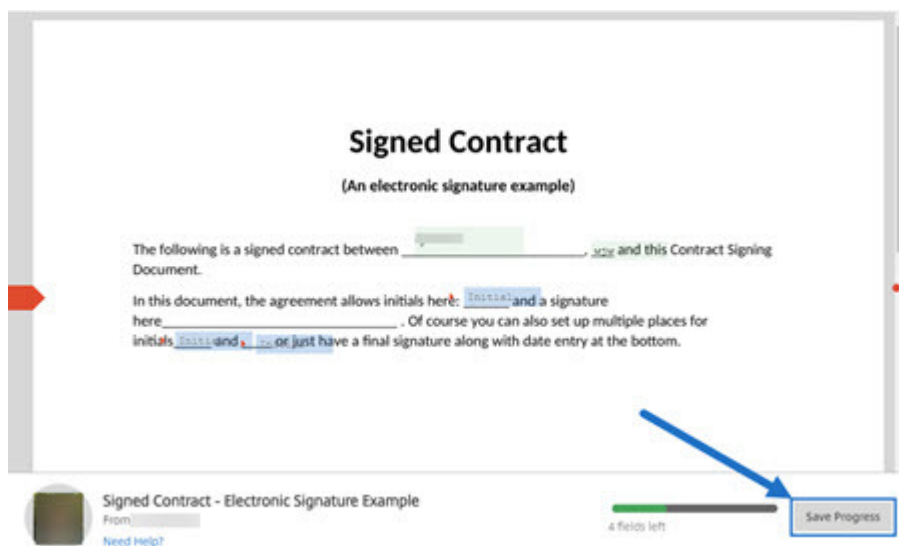 Signed Contract
(An electronic signature example)
The following is a signed contract between ____________________, and this Contract Signing
Document.
In this document, the agreement allows initials here: Initial and a signature
here____________________ . Of course you can also set up multiple places for
initials and or just have a final signature along with date entry at the bottom.
Signed Contract - Electronic Signature Example
From
Need Help?
4 fields left
Save Progress